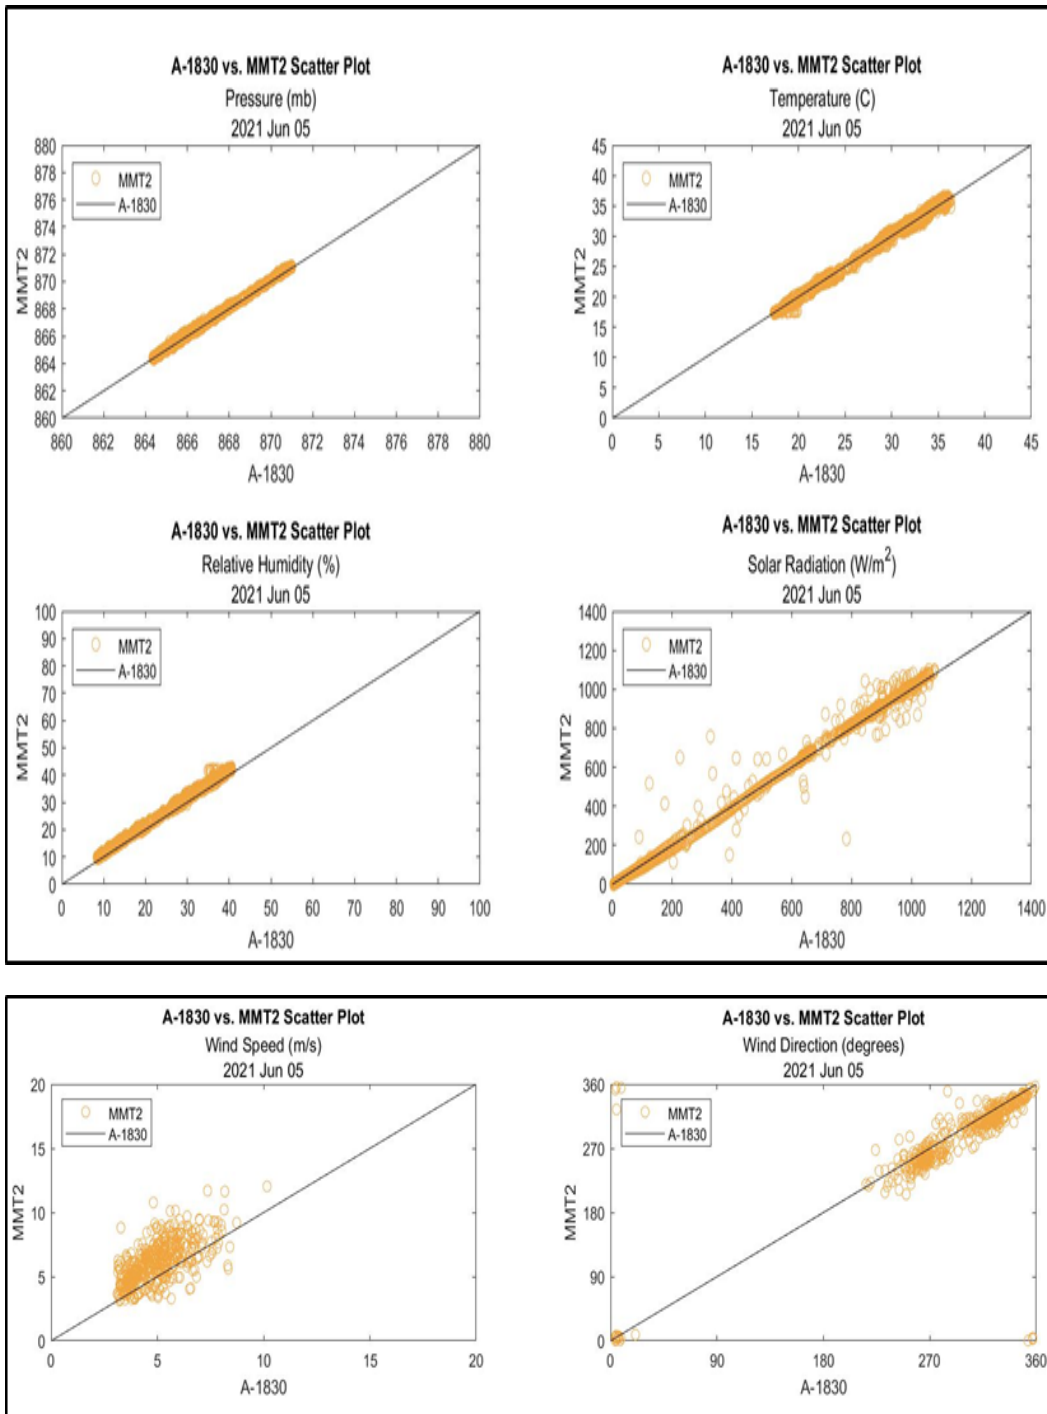 A-1830 vs. MMT2 Scatter Plot
Pressure (mb)
2021 Jun 05
880
878
876
874
872
870
868
866
864
862
860
MMT2
MMT2
A-1830
860 862 864 866 868 870 872 874 876 878 880
A-1830
A-1830 vs. MMT2 Scatter Plot
Temperature (C)
2021 Jun 05
45
40
35
30
25
20
15
10
5
0
MMT2
MMT2
A-1830
0 5 10 15 20 25 30 35 40 45
A-1830
A-1830 vs. MMT2 Scatter Plot
Relative Humidity (%)
2021 Jun 05
100
90
80
70
60
50
40
30
20
10
0
MMT2
MMT2
A-1830
0 10 20 30 40 50 60 70 80 90 100
A-1830
A-1830 vs. MMT2 Scatter Plot
Solar Radiation (W/m²)
2021 Jun 05
1400
1200
1000
800
600
400
200
0
MMT2
MMT2
A-1830
0 200 400 600 800 1000 1200 1400
A-1830
A-1830 vs. MMT2 Scatter Plot
Wind Speed (m/s)
2021 Jun 05
20
15
10
5
0
MMT2
MMT2
A-1830
0 5 10 15 20
A-1830
A-1830 vs. MMT2 Scatter Plot
Wind Direction (degrees)
2021 Jun 05
360
270
180
90
0
MMT2
MMT2
A-1830
0 90 180 270 360
A-1830